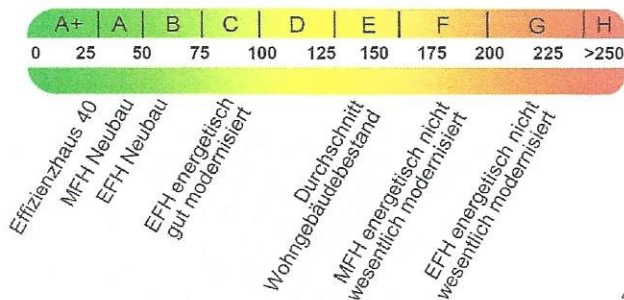 A+ A B C D E F G H
0 25 50 75 100 125 150 175 200 225 >250
Effizienzhaus 40
MFH Neubau
EFH Neubau
EFH energetisch
gut modernisiert
Durchschnitt
Wohngebäudebestand
MFH energetisch nicht
wesentlich modernisiert
EFH energetisch nicht
wesentlich modernisiert